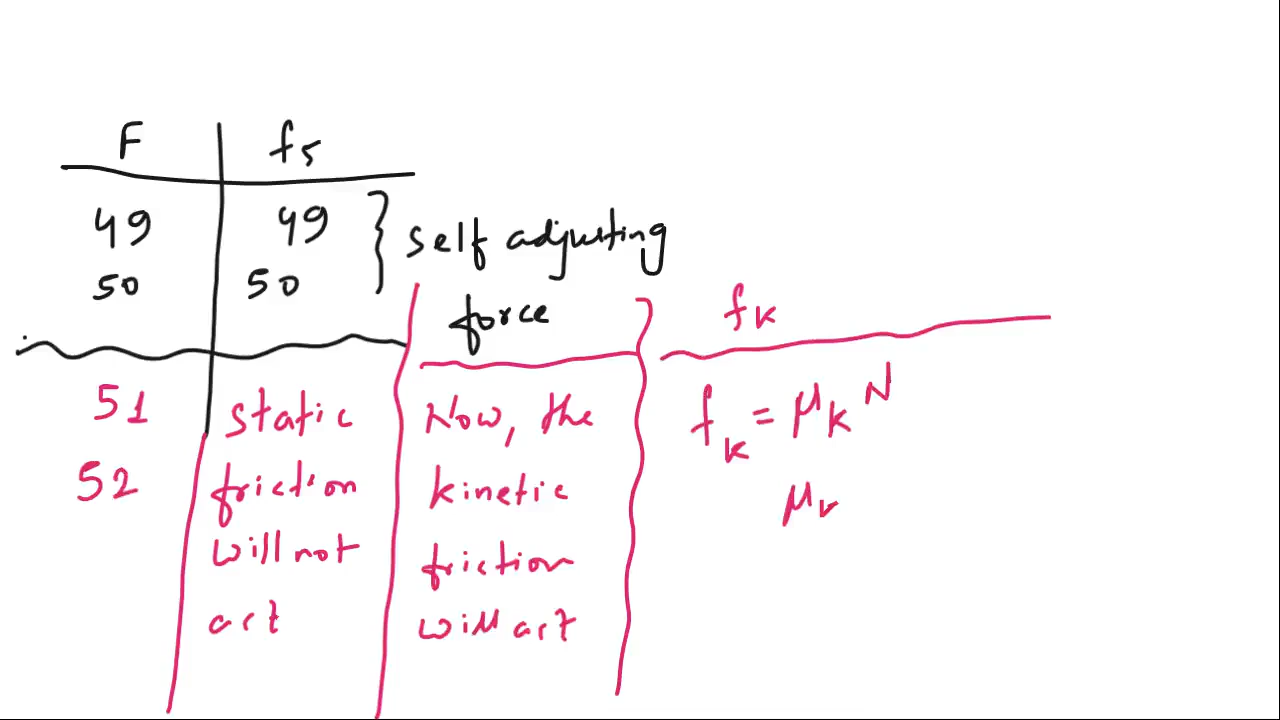 F fs
49 49 self adjusting
50 50 force
fk
51 static Now, the fk = μk N
52 friction kinetic μk
will not friction
act will act